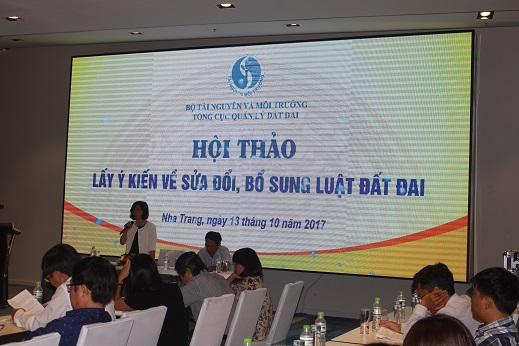 BỘ TÀI NGUYÊN VÀ MÔI TRƯỜNG
TỔNG CỤC QUẢN LÝ ĐẤT ĐAI
HỘI THẢO
LẤY Ý KIẾN VỀ SỬA ĐỔI, BỔ SUNG LUẬT ĐẤT ĐAI
Nha Trang, ngày 13 tháng 10 năm 2017